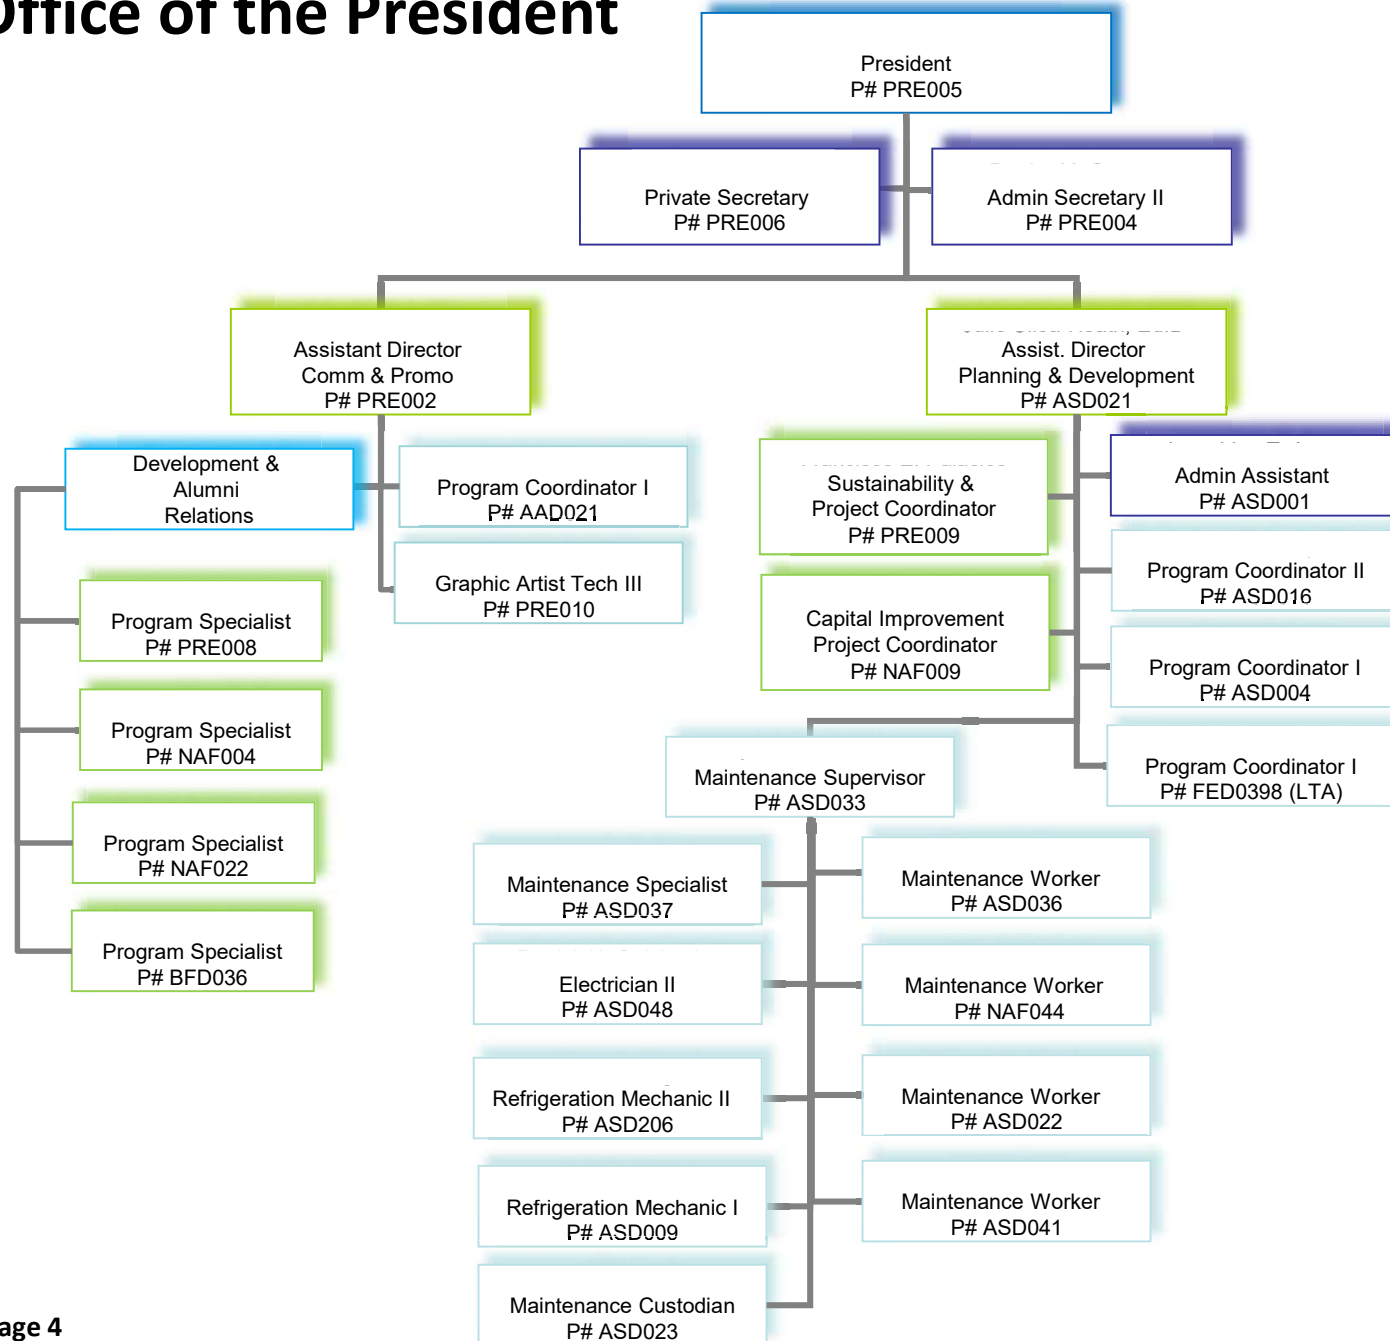 Office of the President
President
P# PRE005
Private Secretary
P# PRE006
Admin Secretary II
P# PRE004
Assistant Director
Comm & Promo
P# PRE002
Assist. Director
Planning & Development
P# ASD021
Development &
Alumni
Relations
Program Coordinator I
P# AAD021
Graphic Artist Tech III
P# PRE010
Program Specialist
P# PRE008
Program Specialist
P# NAF004
Program Specialist
P# NAF022
Program Specialist
P# BFD036
Sustainability &
Project Coordinator
P# PRE009
Capital Improvement
Project Coordinator
P# NAF009
Admin Assistant
P# ASD001
Program Coordinator II
P# ASD016
Program Coordinator I
P# ASD004
Program Coordinator I
P# FED0398 (LTA)
Maintenance Supervisor
P# ASD033
Maintenance Specialist
P# ASD037
Electrician II
P# ASD048
Refrigeration Mechanic II
P# ASD206
Refrigeration Mechanic I
P# ASD009
Maintenance Custodian
P# ASD023
Maintenance Worker
P# ASD036
Maintenance Worker
P# NAF044
Maintenance Worker
P# ASD022
Maintenance Worker
P# ASD041
age 4